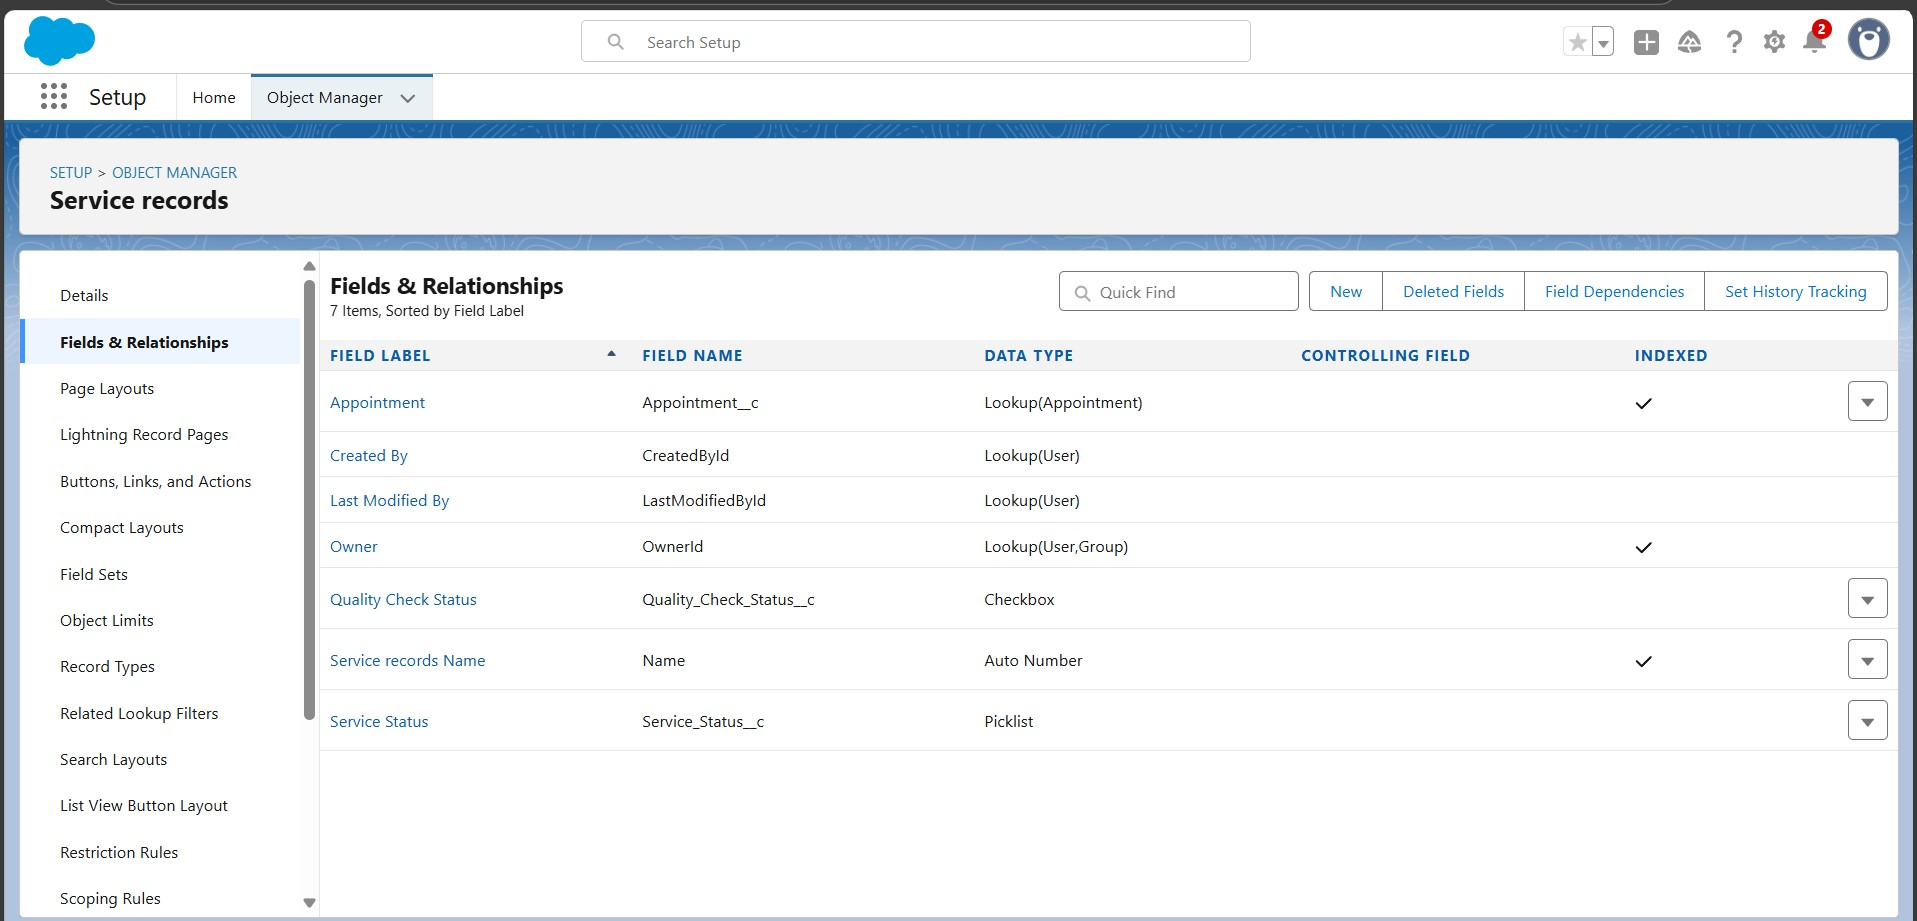 Search Setup
2
Setup
Home
Object Manager
SETUP > OBJECT MANAGER
Service records
Details
Fields & Relationships
Page Layouts
Lightning Record Pages
Buttons, Links, and Actions
Compact Layouts
Field Sets
Object Limits
Record Types
Related Lookup Filters
Search Layouts
List View Button Layout
Restriction Rules
Scoping Rules
Fields & Relationships
7 Items, Sorted by Field Label
Quick Find
New
Deleted Fields
Field Dependencies
Set History Tracking
FIELD LABEL FIELD NAME DATA TYPE CONTROLLING FIELD INDEXED
Appointment Appointment__c Lookup(Appointment)
Created By CreatedById Lookup(User)
Last Modified By LastModifiedById Lookup(User)
Owner OwnerId Lookup(User,Group)
Quality Check Status Quality_Check_Status__c Checkbox
Service records Name Name Auto Number
Service Status Service_Status__c Picklist